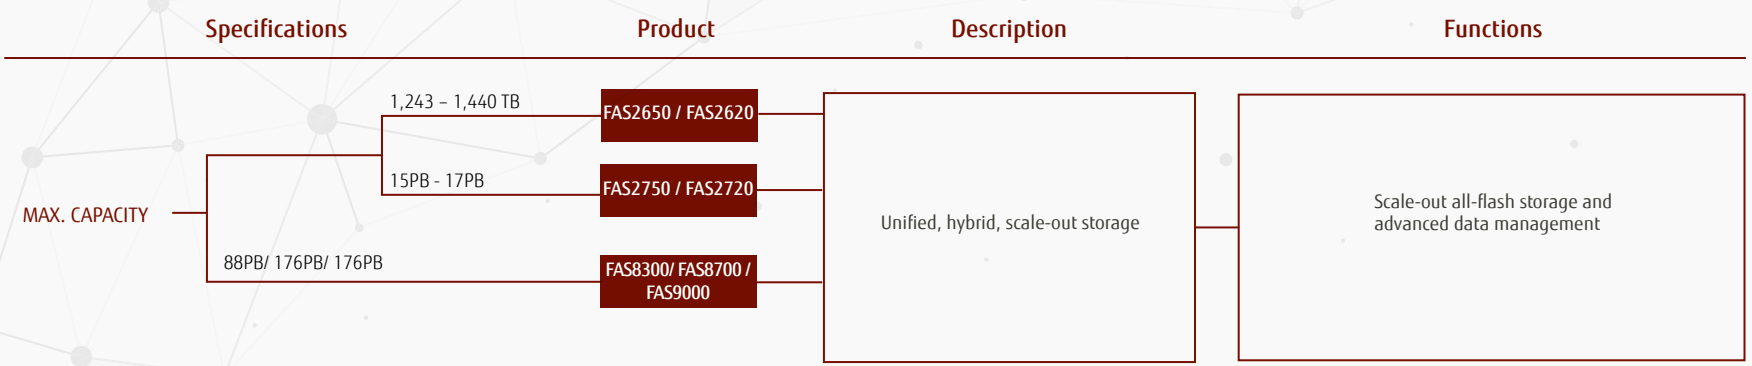 Specifications
Product
Description
Functions
MAX. CAPACITY
1,243 – 1,440 TB
15PB - 17PB
88PB/ 176PB/ 176PB
FAS2650 / FAS2620
FAS2750 / FAS2720
FAS8300/ FAS8700 /
FAS9000
Unified, hybrid, scale-out storage
Scale-out all-flash storage and
advanced data management